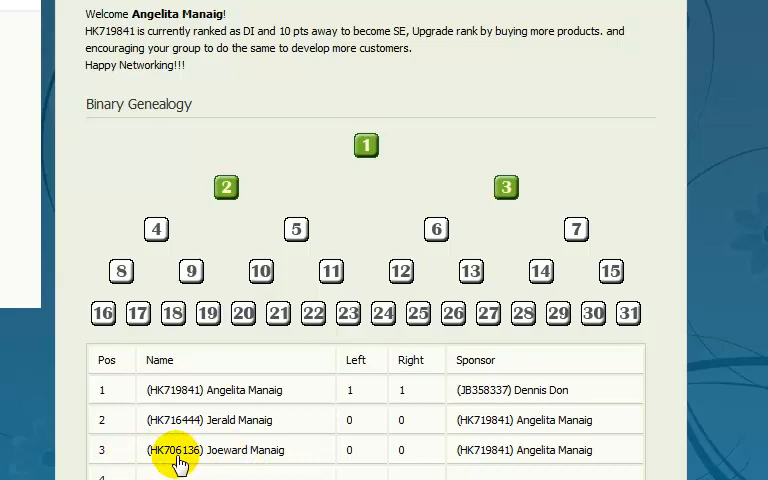 Welcome Angelita Manaig!
HK719841 is currently ranked as DI and 10 pts away to become SE, Upgrade rank by buying more products. and
encouraging your group to do the same to develop more customers.
Happy Networking!!!
Binary Genealogy
1
2 3
4 5 6 7
8 9 10 11 12 13 14 15
16 17 18 19 20 21 22 23 24 25 26 27 28 29 30 31
Pos Name Left Right Sponsor
1 (HK719841) Angelita Manaig 1 1 (JB358337) Dennis Don
2 (HK716444) Jerald Manaig 0 0 (HK719841) Angelita Manaig
3 (HK706136) Joeward Manaig 0 0 (HK719841) Angelita Manaig